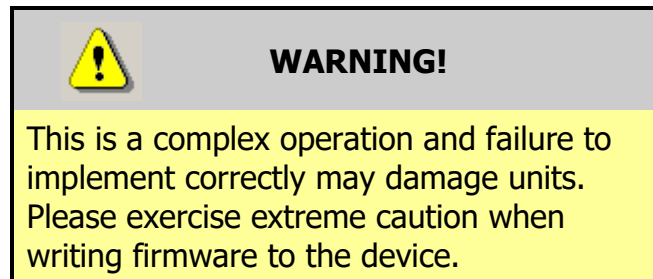 WARNING!
This is a complex operation and failure to
implement correctly may damage units.
Please exercise extreme caution when
writing firmware to the device.